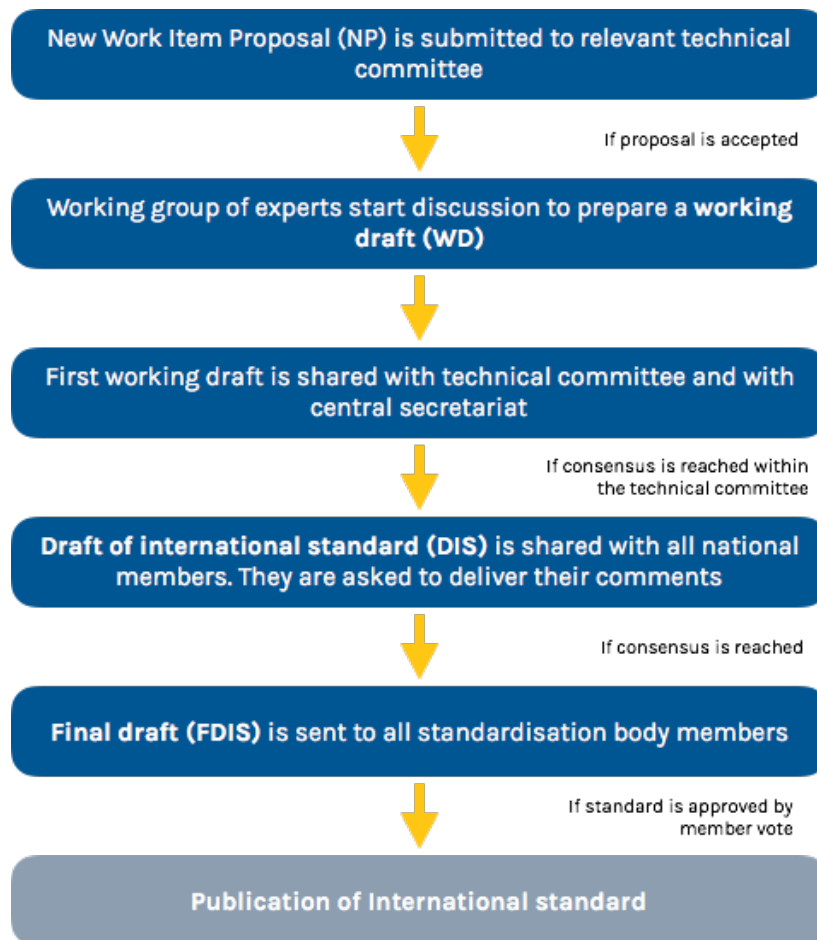 New Work Item Proposal (NP) is submitted to relevant technical
committee
If proposal is accepted
Working group of experts start discussion to prepare a working
draft (WD)
First working draft is shared with technical committee and with
central secretariat
If consensus is reached within
the technical committee
Draft of international standard (DIS) is shared with all national
members. They are asked to deliver their comments
If consensus is reached
Final draft (FDIS) is sent to all standardisation body members
If standard is approved by
member vote
Publication of International standard